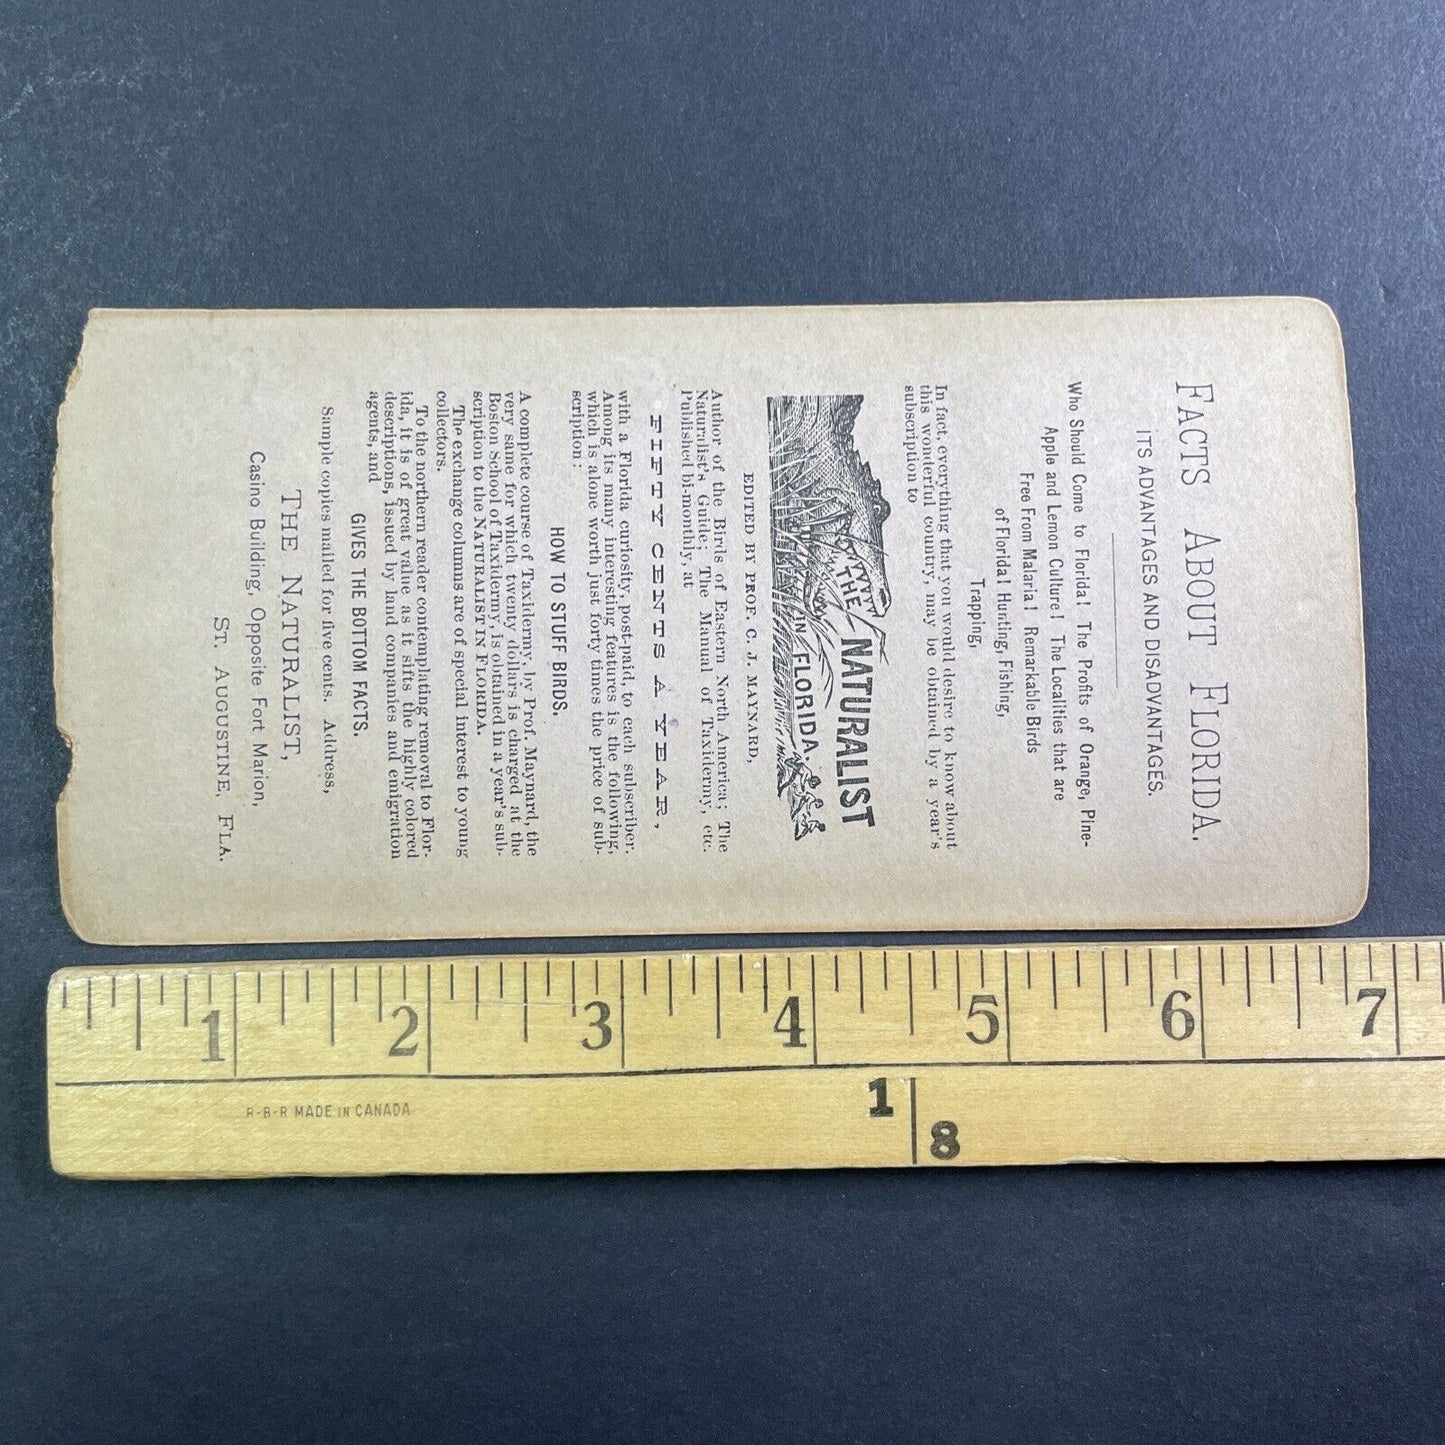 FACTS ABOUT FLORIDA.
ITS ADVANTAGES AND DISADVANTAGES.
Who Should Come to Florida! The Profits of Orange, Pine-
Apple and Lemon Culture! The Localities that are
Free From Malaria! Remarkable Birds
of Florida! Hunting, Fishing,
Trapping,
In fact, everything that you would desire to know about
this wonderful country, may be obtained by a year's
subscription to
THE NATURALIST
IN FLORIDA.
EDITED BY PROF. C. J. MAYNARD,
Author of the Birds of Eastern North America; The
Naturalist's Guide; The Manual of Taxidermy, etc.
Published bi-monthly, at
FIFTY CENTS A YEAR,
with a Florida curiosity, post-paid, to each subscriber.
Among its many interesting features is the following,
which is alone worth just forty times the price of sub-
scription:
HOW TO STUFF BIRDS.
A complete course of Taxidermy, by Prof. Maynard, the
very same for which twenty dollars is charged at the
Boston School of Taxidermy, is obtained in a year's sub-
scription to the NATURALIST IN FLORIDA.
The exchange columns are of special interest to young
collectors.
To the northern reader contemplating removal to Flor-
ida, it is of great value as it sifts the highly colored
descriptions, issued by land companies and emigration
agents, and
GIVES THE BOTTOM FACTS.
Sample copies mailed for five cents. Address,
THE NATURALIST,
Casino Building, Opposite Fort Marion,
ST. AUGUSTINE, FLA.
1 2 3 4 5 6 7
R-B-R MADE IN CANADA
1
8